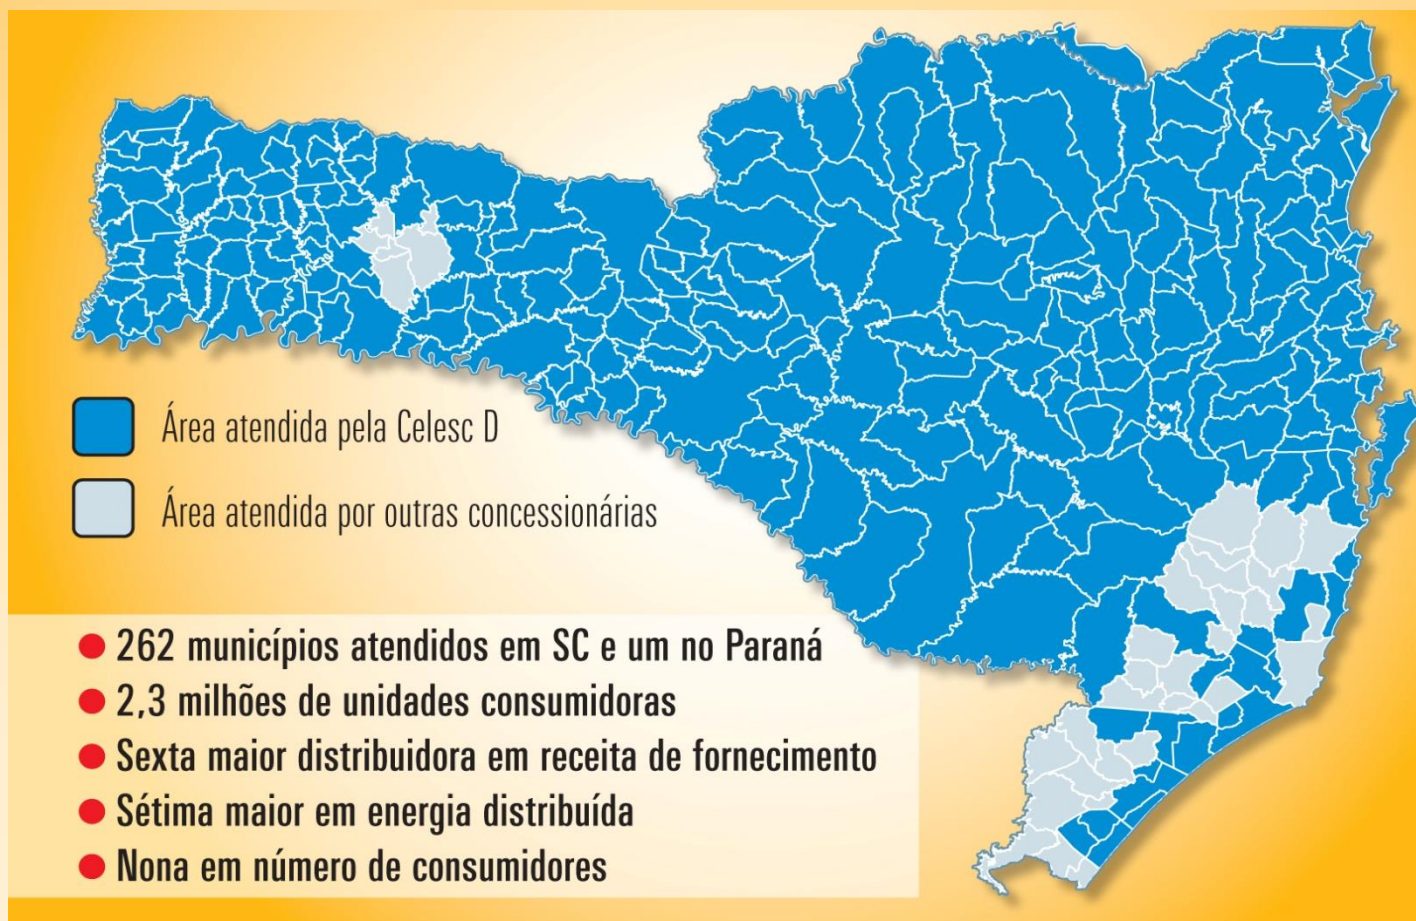 Área atendida pela Celesc D
Área atendida por outras concessionárias
262 municípios atendidos em SC e um no Paraná
2,3 milhões de unidades consumidoras
Sexta maior distribuidora em receita de fornecimento
Sétima maior em energia distribuída
Nona em número de consumidores